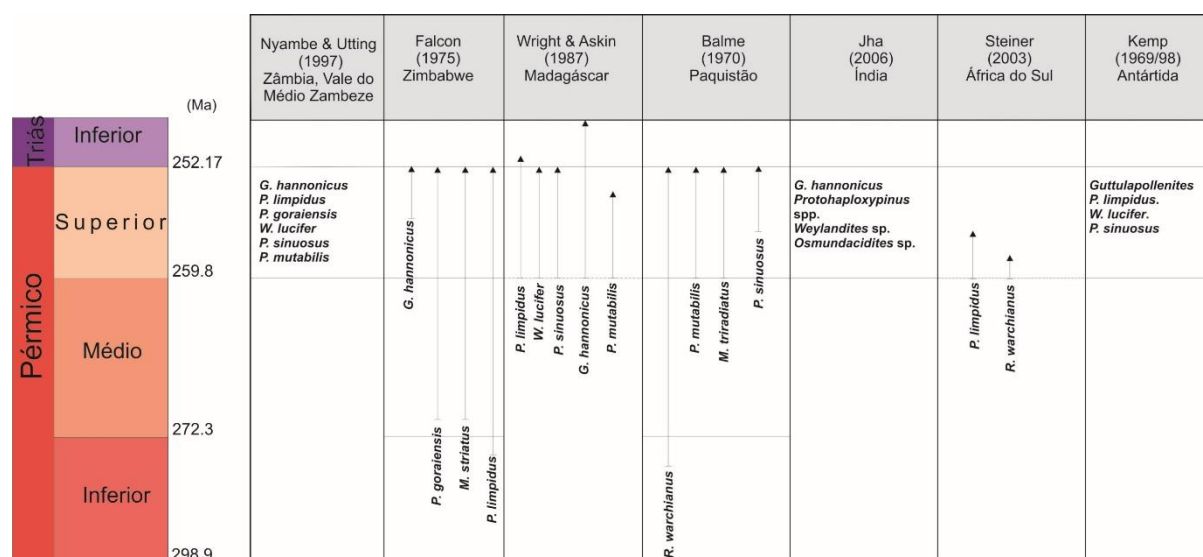 Nyambe & Utting
(1997)
Zâmbia, Vale do
Médio Zambeze
Falcon
(1975)
Zimbabwe
Wright & Askin
(1987)
Madagáscar
Balme
(1970)
Paquistão
Jha
(2006)
Índia
Steiner
(2003)
África do Sul
Kemp
(1969/98)
Antártida
(Ma)
Triás
Inferior
252.17
Pérmico
Superior
259.8
Médio
272.3
Inferior
298.9
G. hannonicus
P. limpidus
P. goraiensis
W. lucifer
P. sinuosus
P. mutabilis
G. hannonicus
P. goraiensis
M. striatus
P. limpidus
P. limpidus
W. lucifer
P. sinuosus
G. hannonicus
P. mutabilis
R. warchianus
P. mutabilis
M. triradiatus
P. sinuosus
G. hannonicus
Protohaploxypinus
spp.
Weylandites sp.
Osmundacidites sp.
P. limpidus
R. warchianus
Guttulapollenites
P. limpidus.
W. lucifer.
P. sinuosus